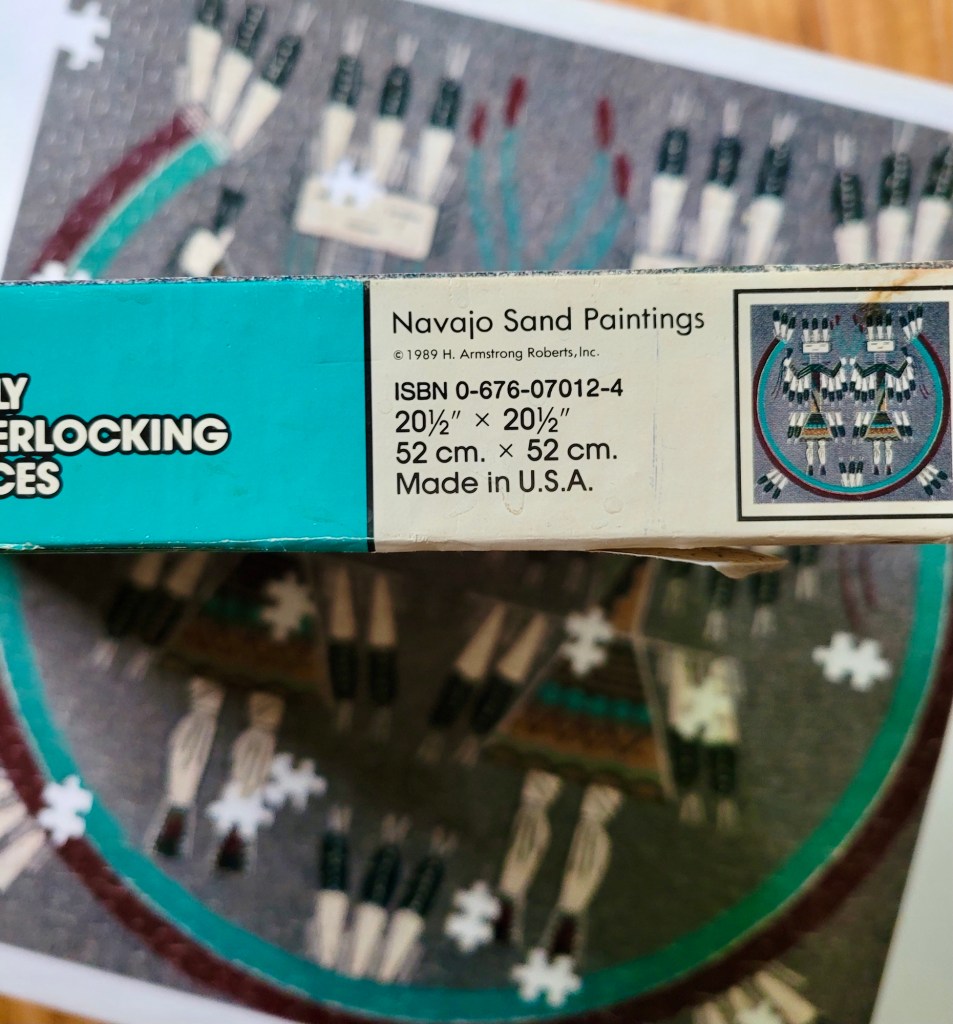 LY
ERLOCKING
CES
Navajo Sand Paintings
© 1989 H. Armstrong Roberts, Inc.
ISBN 0-676-07012-4
20½″ × 20½″
52 cm. × 52 cm.
Made in U.S.A.